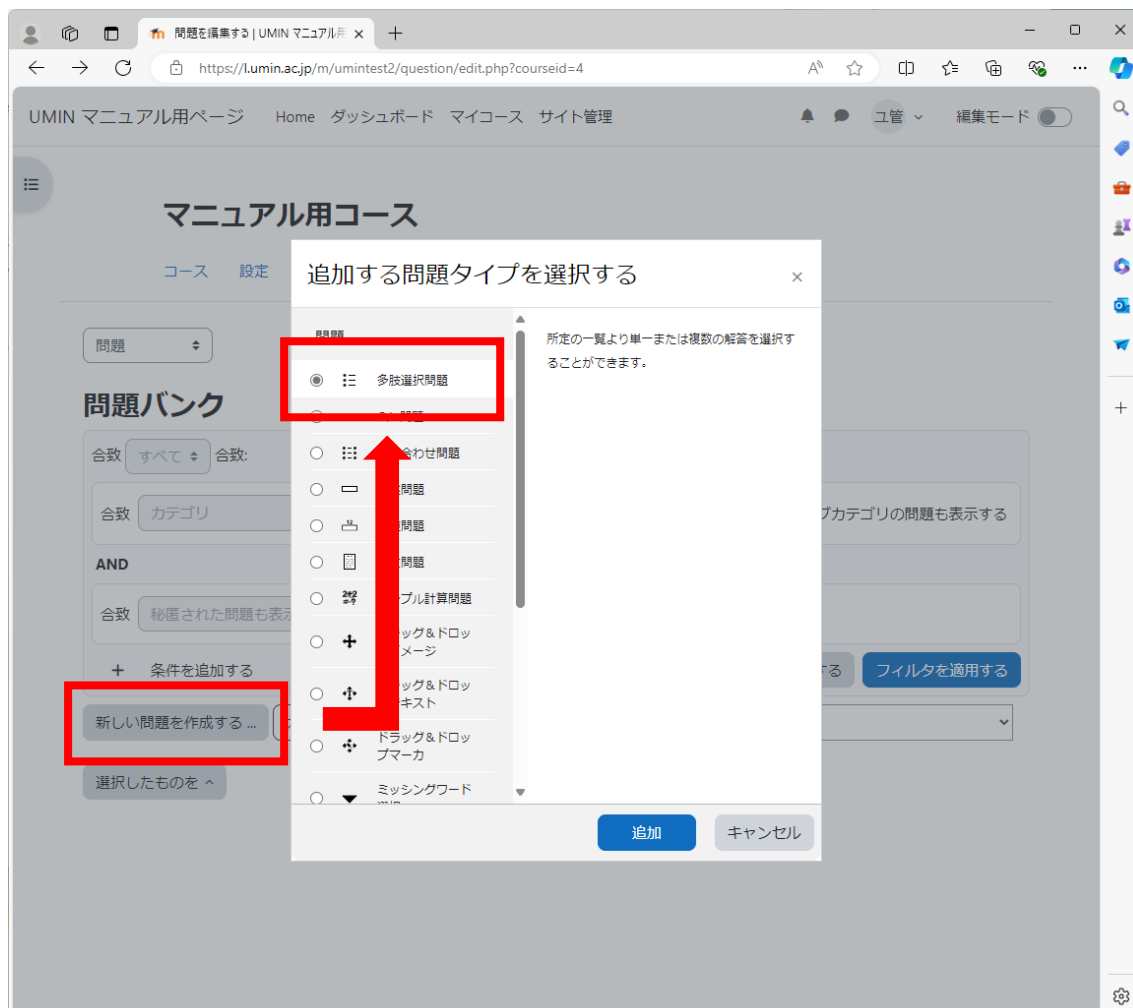 問題を編集する | UMIN マニュアル用
https://l.umin.ac.jp/m/umintest2/question/edit.php?courseid=4
UMIN マニュアル用ページ Home ダッシュボード マイコース サイト管理 ユ管 編集モード
マニュアル用コース
コース 設定
追加する問題タイプを選択する
問題
問題
所定の一覧より単一または複数の解答を選択す
ることができます。
多肢選択問題
問題バンク
合わせ問題
合致 すべて 合致:
問題
合致 カテゴリ
ブカテゴリの問題も表示する
問題
AND
問題
プル計算問題
合致 秘匿された問題も表示
ッグ&ドロッ
メージ
+ 条件を追加する
する フィルタを適用する
ッグ&ドロッ
キスト
新しい問題を作成する ...
ドラッグ&ドロッ
プマーカ
選択したものを
ミッシングワード
追加 キャンセル